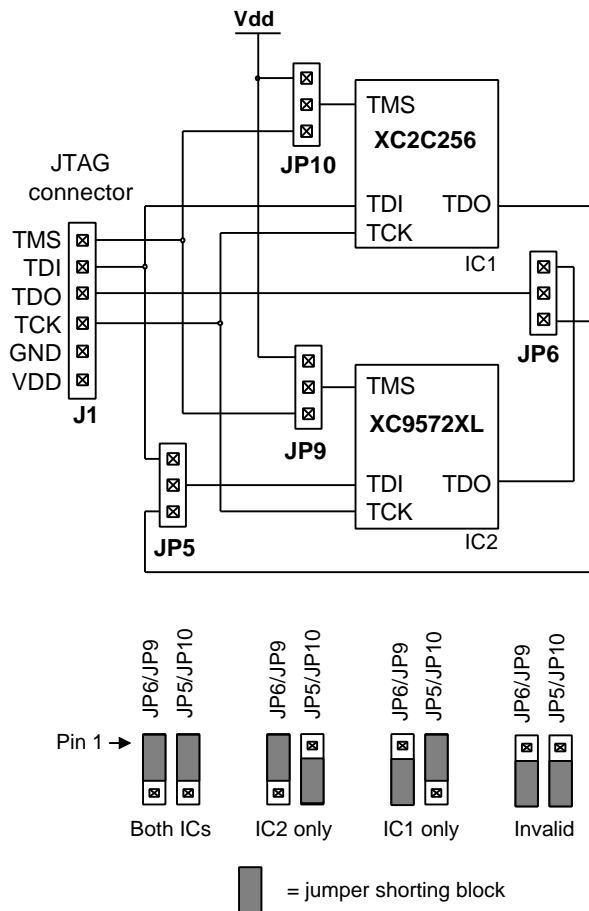 Vdd
TMS
XC2C256
JP10
JTAG
connector
TDI TDO
TCK
IC1
TMS
TDI
TDO
TCK
GND
VDD
J1
JP6
TMS
XC9572XL
JP9
TDI TDO
TCK
IC2
JP5
JP6/JP9
JP5/JP10
JP6/JP9
JP5/JP10
JP6/JP9
JP5/JP10
JP6/JP9
JP5/JP10
Pin 1
Both ICs
IC2 only
IC1 only
Invalid
= jumper shorting block